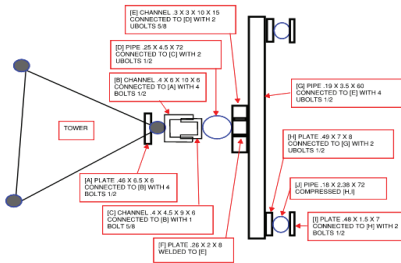 [E] CHANNEL .3 X 3 X 10 X 15
CONNECTED TO [D] WITH 2
UBOLTS 5/8
[D] PIPE .25 X 4.5 X 72
CONNECTED TO [C] WITH 2
UBOLTS 1/2
[B] CHANNEL .4 X 6 X 10 X 6
CONNECTED TO [A] WITH 4
BOLTS 1/2
[G] PIPE .19 X 3.5 X 60
CONNECTED TO [E] WITH 4
UBOLTS 1/2
TOWER
[H] PLATE .49 X 7 X 8
CONNECTED TO [G] WITH 2
UBOLTS 1/2
[A] PLATE .46 X 6.5 X 6
CONNECTED TO [B] WITH 4
BOLTS 1/2
[J] PIPE .18 X 2.38 X 72
COMPRESSED [H,I]
[C] CHANNEL .4 X 4.5 X 9 X 6
CONNECTED TO [B] WITH 1
BOLT 5/8
[I] PLATE .48 X 1.5 X 7
CONNECTED TO [H] WITH 2
BOLTS 1/2
[F] PLATE .26 X 2 X 8
WELDED TO [E]